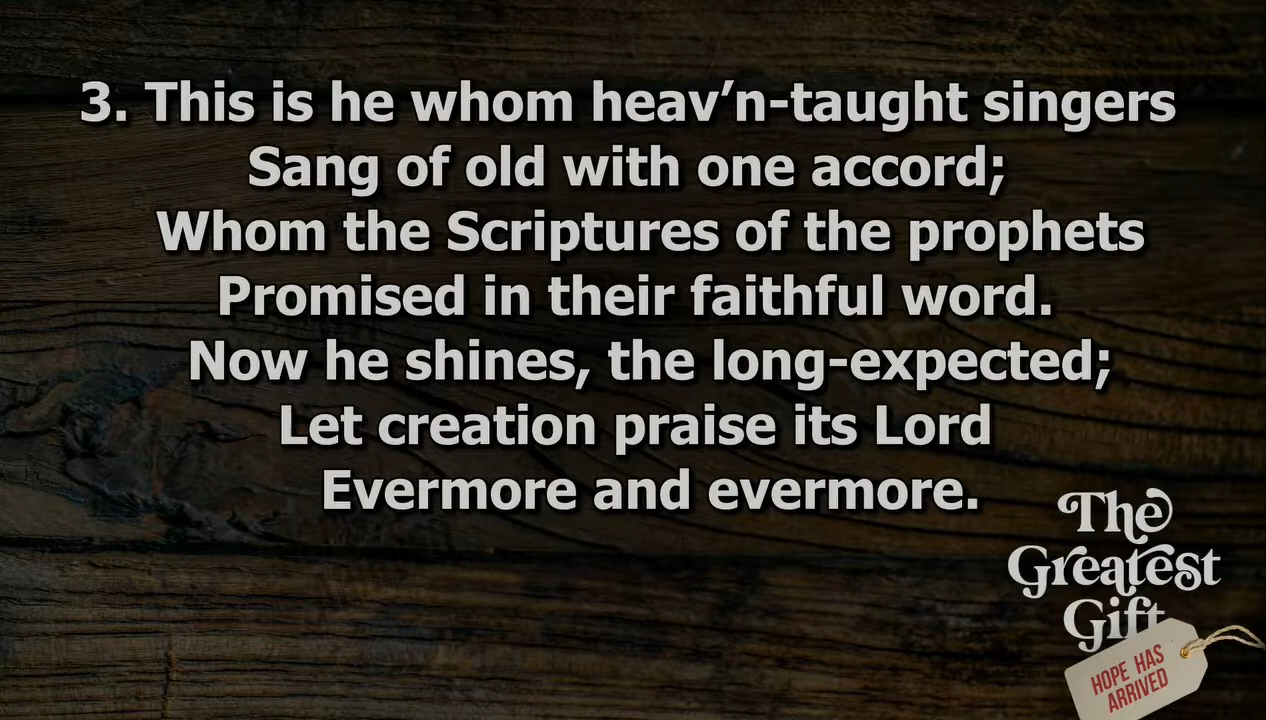 3. This is he whom heav’n-taught singers
Sang of old with one accord;
Whom the Scriptures of the prophets
Promised in their faithful word.
Now he shines, the long-expected;
Let creation praise its Lord
Evermore and evermore.
The
Greatest
Gift
HOPE HAS
ARRIVED